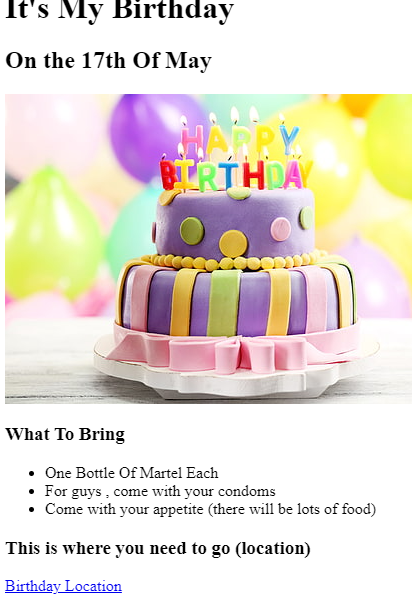 It's My Birthday
On the 17th Of May
HAPPY
BIRTHDAY
What To Bring
One Bottle Of Martel Each
For guys , come with your condoms
Come with your appetite (there will be lots of food)
This is where you need to go (location)
Birthday Location